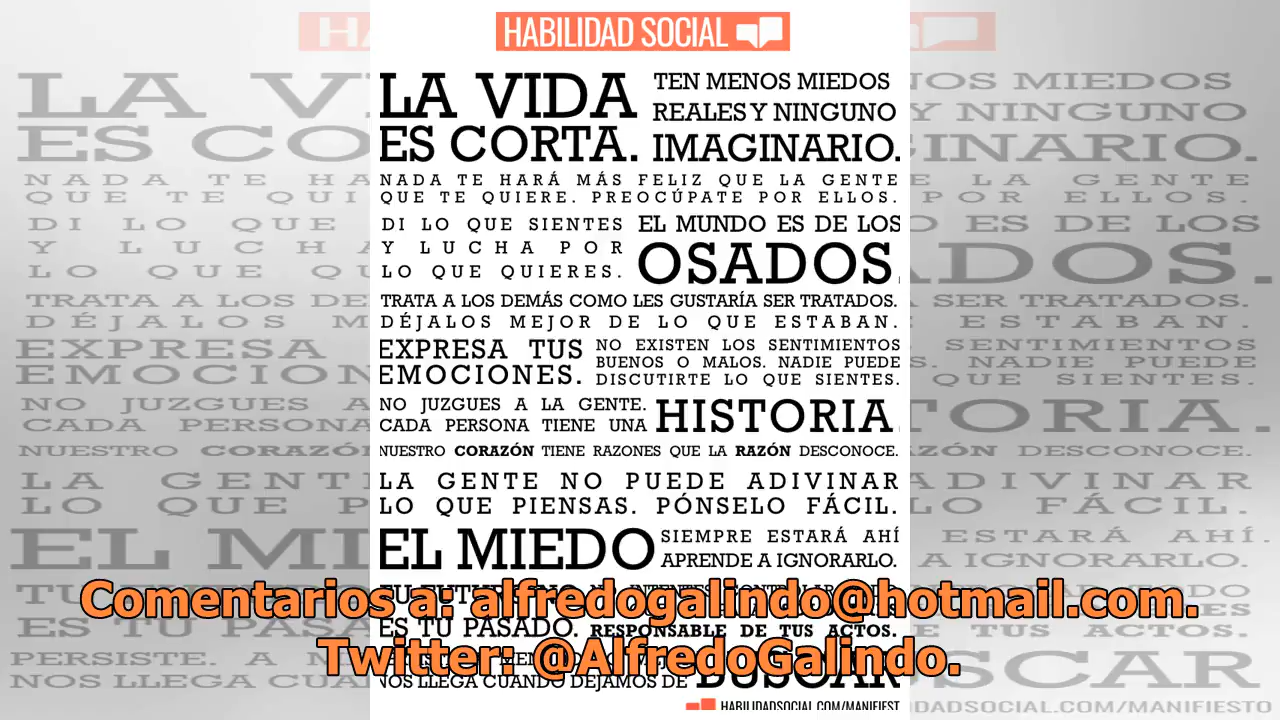 HABILIDAD SOCIAL
LA VIDA
ES CORTA.
TEN MENOS MIEDOS
REALES Y NINGUNO
IMAGINARIO.
NADA TE HARÁ MÁS FELIZ QUE LA GENTE
QUE TE QUIERE. PREOCÚPATE POR ELLOS.
DI LO QUE SIENTES
Y LUCHA POR
LO QUE QUIERES.
EL MUNDO ES DE LOS
OSADOS.
TRATA A LOS DEMÁS COMO LES GUSTARÍA SER TRATADOS.
DÉJALOS MEJOR DE LO QUE ESTABAN.
EXPRESA TUS
EMOCIONES.
NO EXISTEN LOS SENTIMIENTOS
BUENOS O MALOS. NADIE PUEDE
DISCUTIRTE LO QUE SIENTES.
NO JUZGUES A LA GENTE.
CADA PERSONA TIENE UNA
HISTORIA.
NUESTRO CORAZÓN TIENE RAZONES QUE LA RAZÓN DESCONOCE.
LA GENTE NO PUEDE ADIVINAR
LO QUE PIENSAS. PÓNSELO FÁCIL.
EL MIEDO
SIEMPRE ESTARÁ AHÍ
APRENDE A IGNORARLO.
Comentarios a: alfredogalindo@hotmail.com.
ES TU PASADO.
RESPONSABLE DE TUS ACTOS.
Twitter: @AlfredoGalindo.
NOS LLEGA CUANDO DEJAMOS DE
BUSCAR
HABILIDADSOCIAL.COM/MANIFIEST